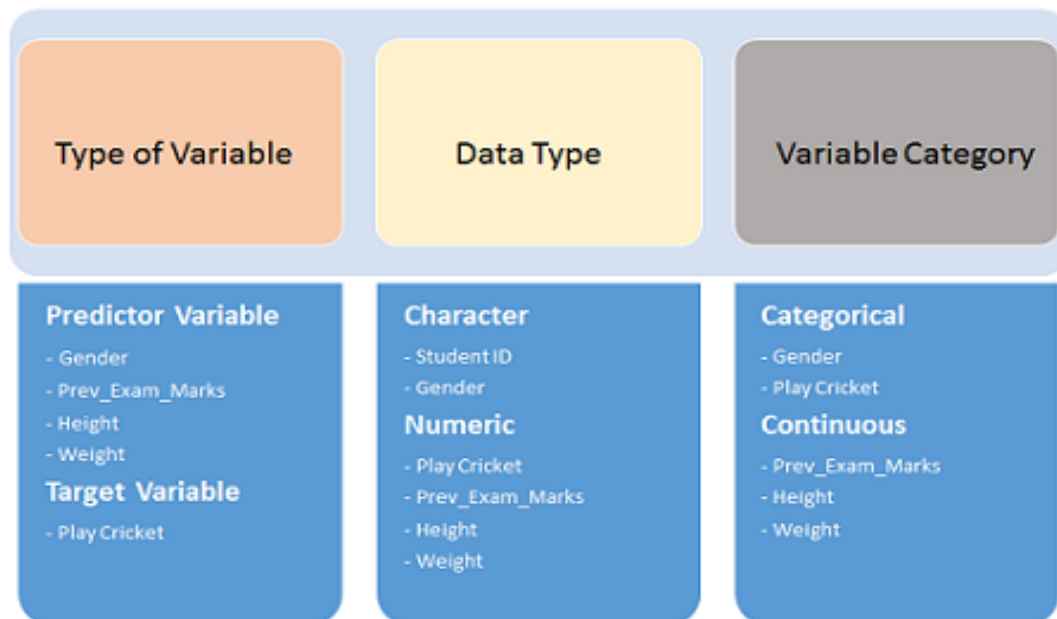 Type of Variable
Data Type
Variable Category
Predictor Variable
- Gender
- Prev_Exam_Marks
- Height
- Weight
Target Variable
- Play Cricket
Character
- Student ID
- Gender
Numeric
- Play Cricket
- Prev_Exam_Marks
- Height
- Weight
Categorical
- Gender
- Play Cricket
Continuous
- Prev_Exam_Marks
- Height
- Weight